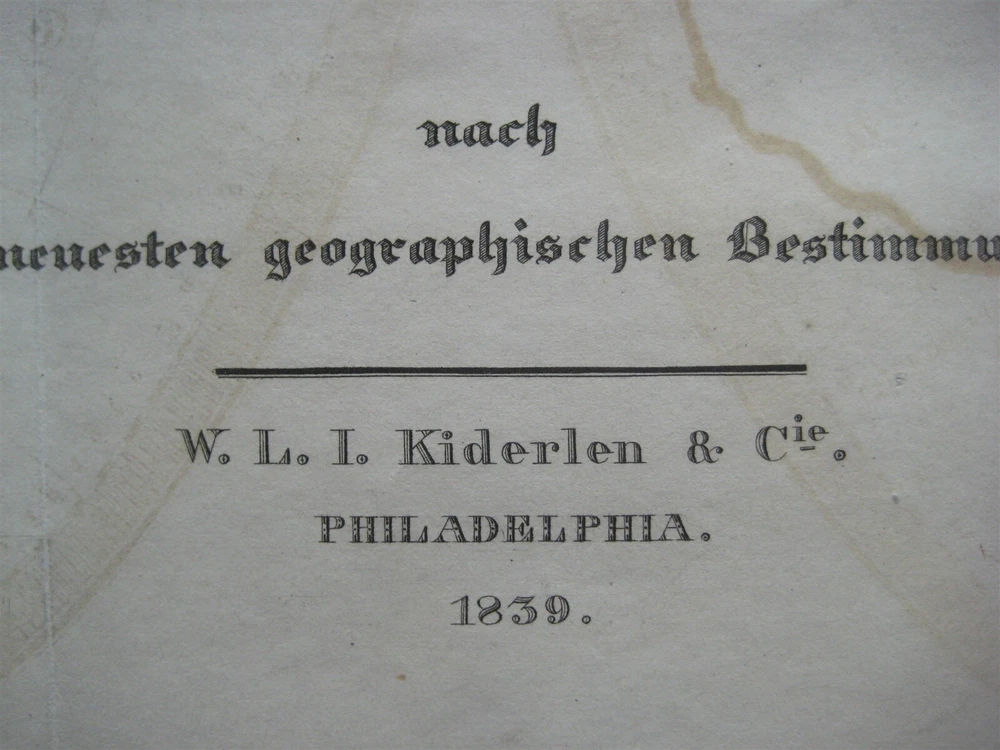 nach
neuesten geographischen Bestimmu
W. L. I. Kiderlen & Cie.
PHILADELPHIA.
1839.